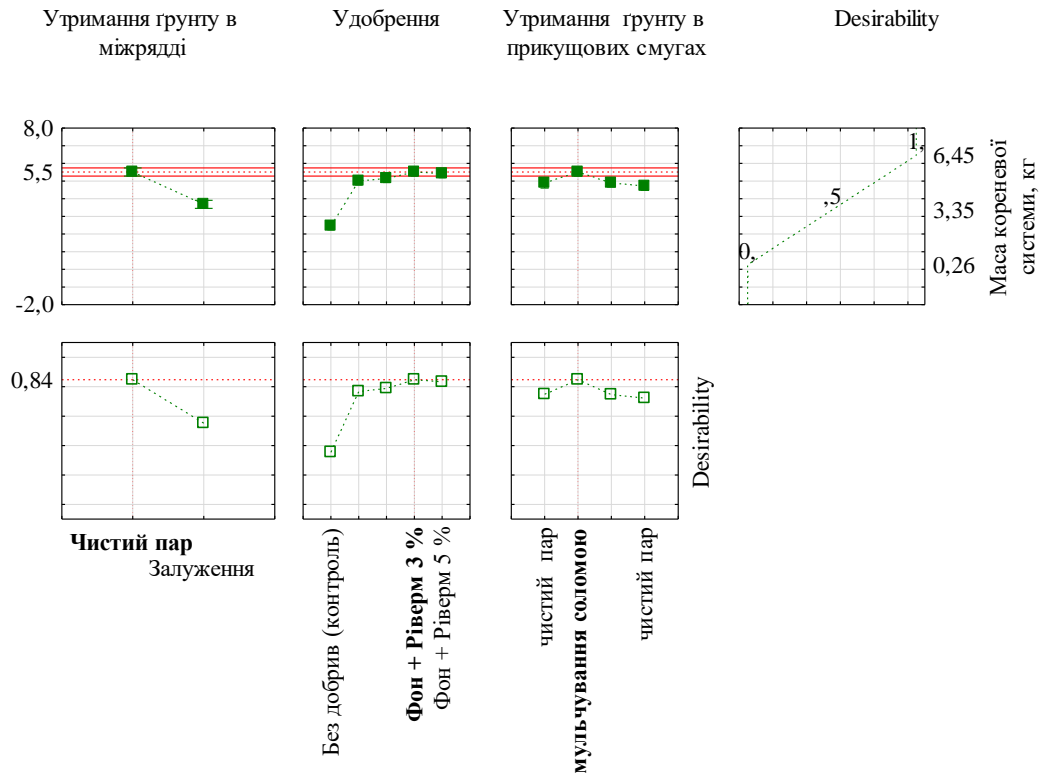 Утримання ґрунту в
міжрядді
Удобрення
Утримання ґрунту в
прикущових смугах
Desirability
8,0
5,5
-2,0
1,
,5
0,
6,45
3,35
0,26
Маса кореневої
системи, кг
0,84
Desirability
Чистий пар
Залуження
Без добрив (контроль)
Фон + Ріверм 3 %
Фон + Ріверм 5 %
чистий пар
мульчування соломою
чистий пар